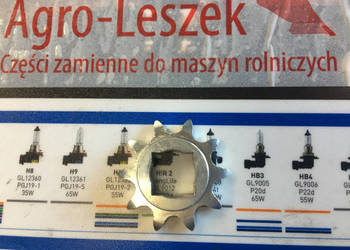 Agro-Leszek
Części zamienne do maszyn rolniczych
H8
GL12360
PGJ19-1
35W
H9
GL12361
PGJ19-5
65W
55W
HIR 2
HB3
GL9005
P20d
65W
HB4
GL9006
P22d
55W